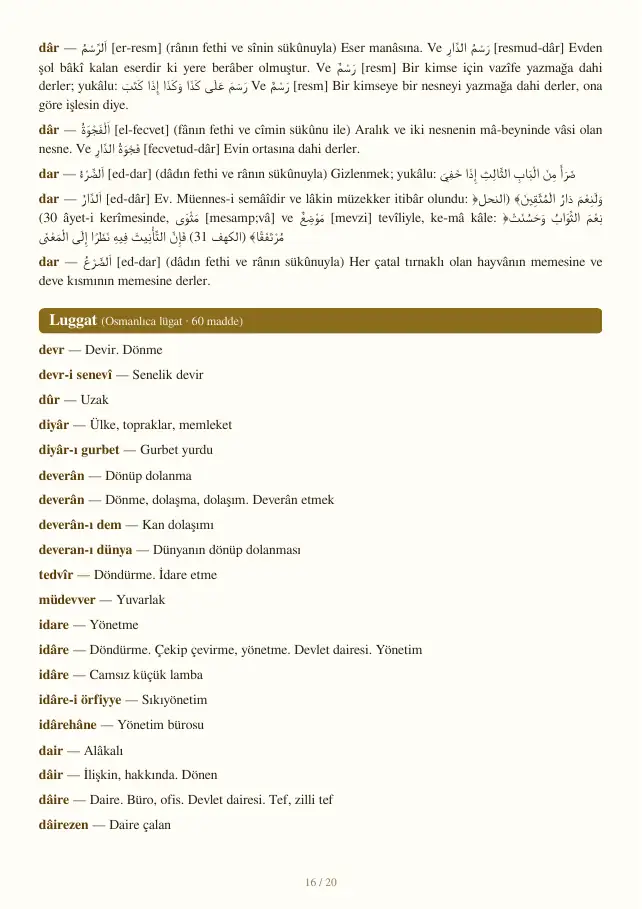 dâr — اَلرَّسْمُ [er-resm] (rânın fethi ve sînin sükûnuyla) Eser manâsına. Ve رَسْمُ الدَّارِ [resmud-dâr] Evden
şol bâkî kalan eserdir ki yere berâber olmuştur. Ve رَسْمٌ [resm] Bir kimse için vazîfe yazmağa dahi
derler; yukâlu: رَسَمَ عَلَى كَذَا وَكَذَا إِذَا كَتَبَ Ve رَسْمٌ [resm] Bir kimseye bir nesneyi yazmağa dahi derler, ona
göre işlesin diye.
dâr — اَلْفَجْوَةُ [el-fecvet] (fânın fethi ve cîmin sükûnu ile) Aralık ve iki nesnenin mâ-beyninde vâsi olan
nesne. Ve فَجْوَةُ الدَّارِ [fecvetud-dâr] Evin ortasına dahi derler.
dar — اَلضَّرْءُ [ed-dar] (dâdın fethi ve rânın sükûnuyla) Gizlenmek; yukâlu: ضَرَأَ مِنَ الْبَابِ الثَّالِثِ إِذَا خَفِيَ
dar — اَلدَّارُ [ed-dâr] Ev. Müennes-i semâîdir ve lâkin müzekker itibâr olundu: ﴿وَلَنِعْمَ دَارُ الْمُتَّقِينَ﴾ (النحل
30) âyet-i kerîmesinde, مَثْوًى [mesamp;vâ] ve مَوْضِعٌ [mevzi] tevîliyle, ke-mâ kâle: ﴿نِعْمَ الثَّوَابُ وَحَسُنَتْ
مُرْتَفَقًا﴾ (الكهف 31) فَإِنَّ التَّأْنِيثَ فِيهِ نَظَرًا إِلَى الْمَعْنَى
dar — اَلضَّرْعُ [ed-dar] (dâdın fethi ve rânın sükûnuyla) Her çatal tırnaklı olan hayvânın memesine ve
deve kısmının memesine derler.
Luggat (Osmanlıca lügat · 60 madde)
devr — Devir. Dönme
devr-i senevî — Senelik devir
dûr — Uzak
diyâr — Ülke, topraklar, memleket
diyâr-ı gurbet — Gurbet yurdu
deverân — Dönüp dolanma
deverân — Dönme, dolaşma, dolaşım. Deverân etmek
deverân-ı dem — Kan dolaşımı
deveran-ı dünya — Dünyanın dönüp dolanması
tedvîr — Döndürme. İdare etme
müdevver — Yuvarlak
idare — Yönetme
idâre — Döndürme. Çekip çevirme, yönetme. Devlet dairesi. Yönetim
idâre — Camsız küçük lamba
idâre-i örfiyye — Sıkıyönetim
idârehâne — Yönetim bürosu
dair — Alâkalı
dâir — İlişkin, hakkında. Dönen
dâire — Daire. Büro, ofis. Devlet dairesi. Tef, zilli tef
dâirezen — Daire çalan
16 / 20